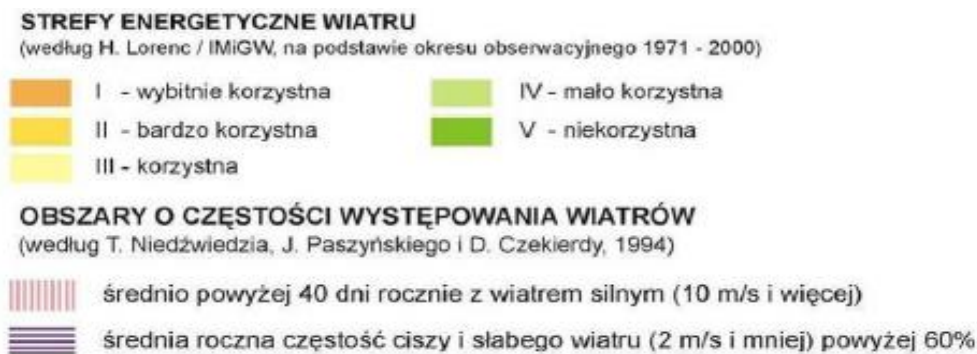 STREFY ENERGETYCZNE WIATRU
(według H. Lorenc / IMiGW, na podstawie okresu obserwacyjnego 1971 - 2000)
I - wybitnie korzystna
II - bardzo korzystna
III - korzystna
IV - mało korzystna
V - niekorzystna
OBSZARY O CZĘSTOŚCI WYSTĘPOWANIA WIATRÓW
(według T. Niedźwiedzia, J. Paszyńskiego i D. Czekierdy, 1994)
średnio powyżej 40 dni rocznie z wiatrem silnym (10 m/s i więcej)
średnia roczna częstość ciszy i słabego wiatru (2 m/s i mniej) powyżej 60%